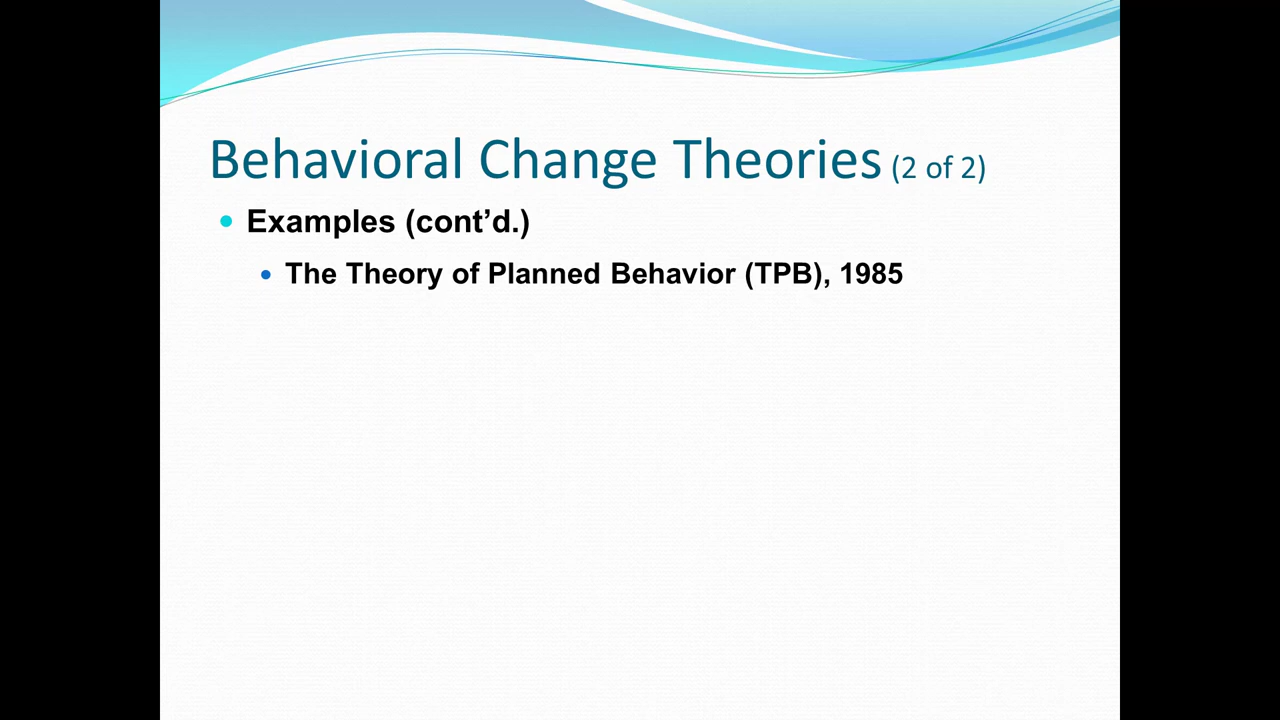 Behavioral Change Theories (2 of 2)
Examples (cont’d.)
The Theory of Planned Behavior (TPB), 1985